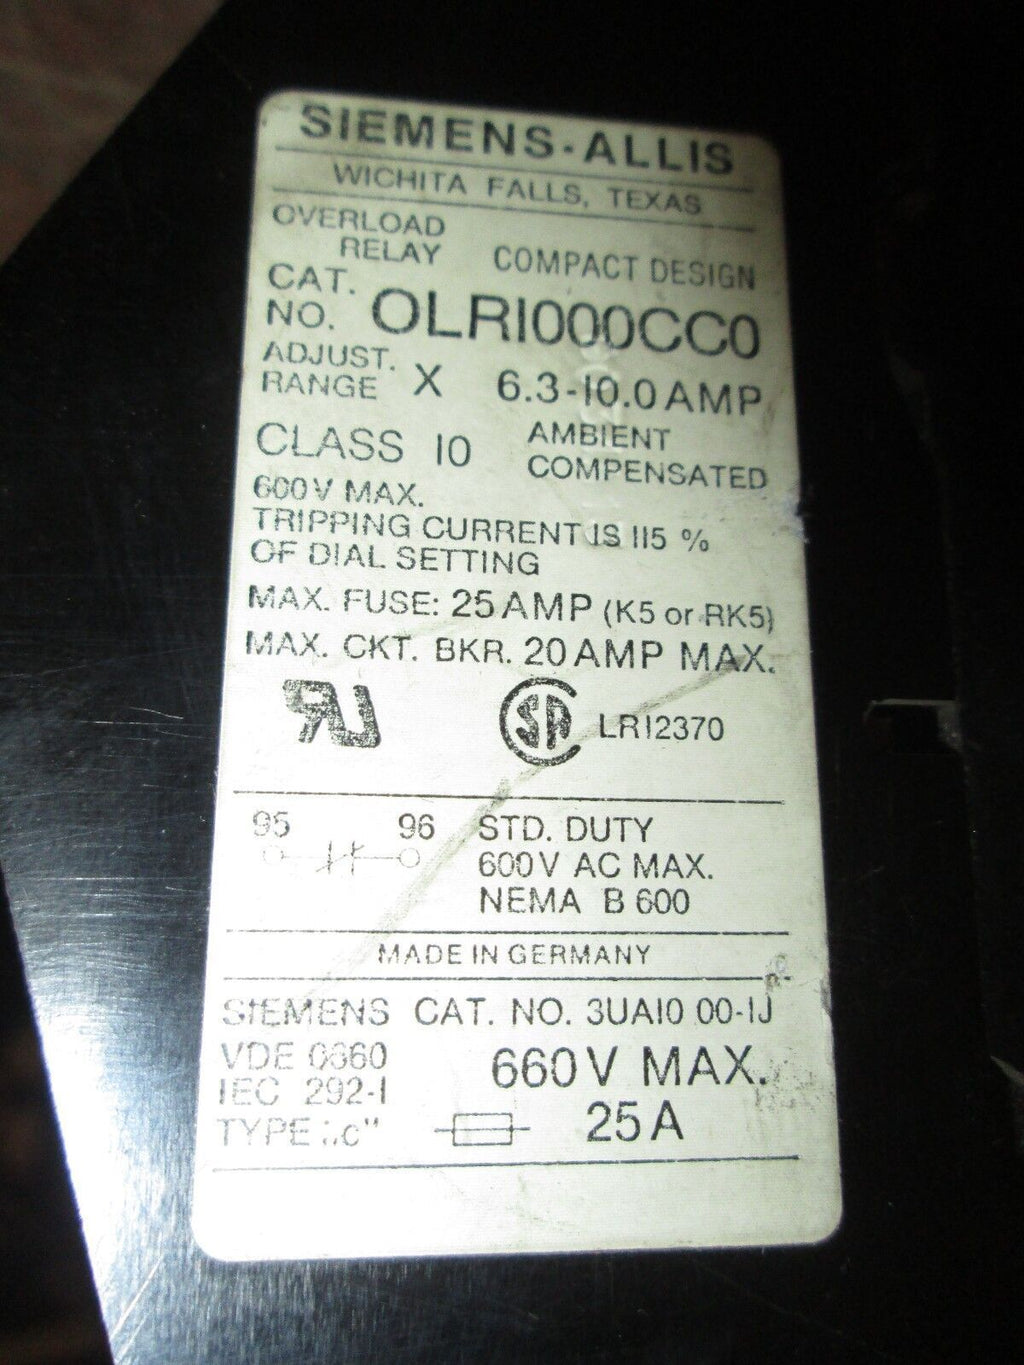 SIEMENS-ALLIS
WICHITA FALLS, TEXAS
OVERLOAD
RELAY COMPACT DESIGN
CAT.
NO. OLR1000CC0
ADJUST.
RANGE X 6.3-10.0 AMP
CLASS 10 AMBIENT
COMPENSATED
600V MAX.
TRIPPING CURRENT IS 115 %
OF DIAL SETTING
MAX. FUSE: 25 AMP (K5 or RK5)
MAX. CKT. BKR. 20 AMP MAX.
LR12370
95 96 STD. DUTY
600V AC MAX.
NEMA B 600
MADE IN GERMANY
SIEMENS CAT. NO. 3UA10 00-1J
VDE 0660
IEC 292-1 660V MAX.
TYPE „c" 25A